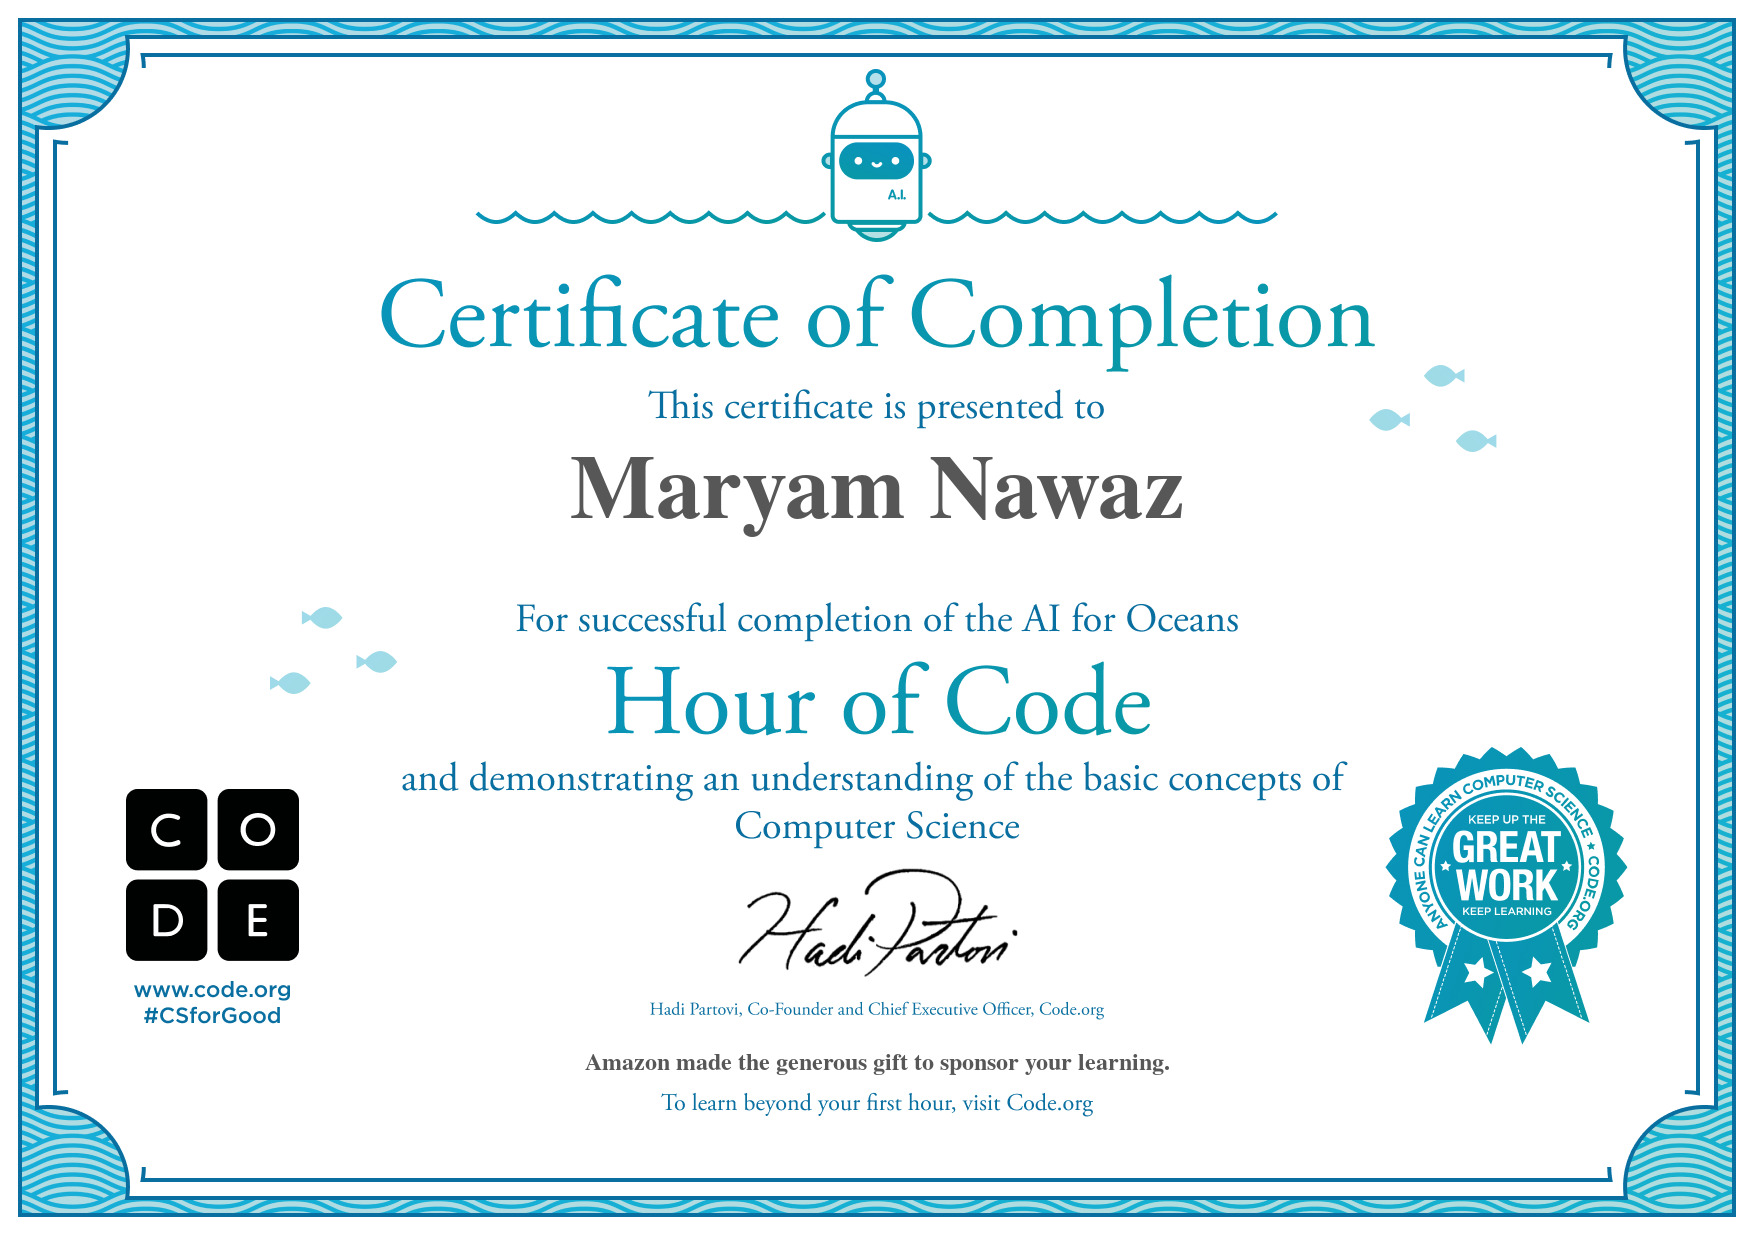 A.I.
Certificate of Completion
This certificate is presented to
Maryam Nawaz
For successful completion of the AI for Oceans
Hour of Code
and demonstrating an understanding of the basic concepts of
Computer Science
C O
D E
www.code.org
#CSforGood
Hadi Partovi
Hadi Partovi, Co-Founder and Chief Executive Officer, Code.org
Amazon made the generous gift to sponsor your learning.
To learn beyond your first hour, visit Code.org
ANYONE CAN LEARN COMPUTER SCIENCE ★ CODE.ORG
KEEP UP THE
GREAT
WORK
KEEP LEARNING